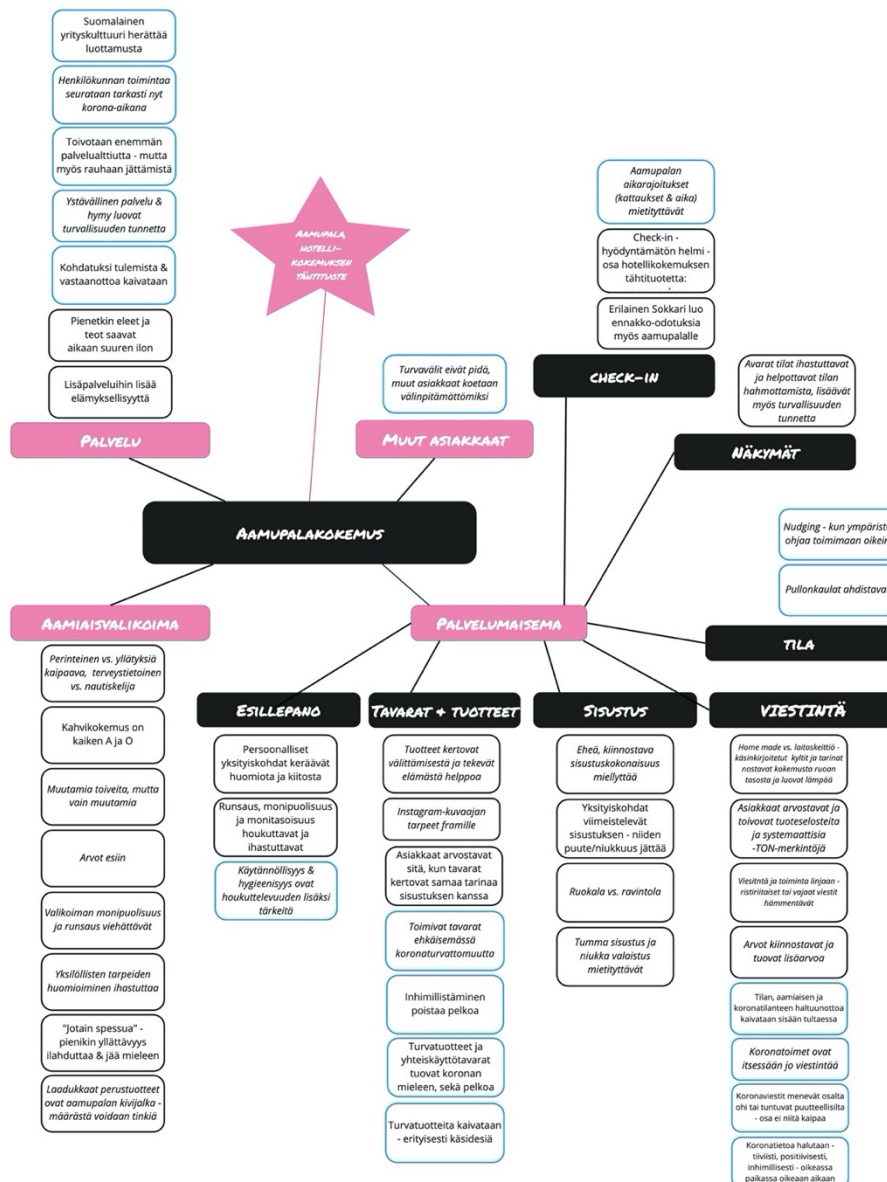 Suomalainen
yrityskulttuuri herättää
luottamusta
Henkilökunnan toimintaa
seurataan tarkasti nyt
korona-aikana
Toivotaan enemmän
palvelualttiutta - mutta
myös rauhaan jättämistä
Ystävällinen palvelu &
hymy luovat
turvallisuuden tunnetta
Kohdatuksi tulemista &
vastaanottoa kaivataan
Pienetkin eleet ja
teot saavat
aikaan suuren ilon
Lisäpalveluihin lisää
elämyksellisyyttä
PALVELU
AAMUPALA,
HOTELLI-
KOKEMUKSEN
TÄHTITUOTE
Turvavälit eivät pidä,
muut asiakkaat koetaan
välinpitämättömiksi
MUUT ASIAKKAAT
Aamupalan
aikarajoitukset
(kattaukset & aika)
mietityttävät
Check-in -
hyödyntämätön helmi -
osa hotellikokemuksen
tähtituotetta:
Erilainen Sokkari luo
ennakko-odotuksia
myös aamupalalle
CHECK-IN
Avarat tilat ihastuttavat
ja helpottavat tilan
hahmottamista, lisäävät
myös turvallisuuden
tunnetta
NÄKYMÄT
AAMUPALAKOKEMUS
Nudging - kun ympärist
ohjaa toimimaan oikei
Pullonkaulat ahdistava
TILA
AAMIAISVALIKOIMA
Perinteinen vs. yllätyksiä
kaipaava, terveystietoinen
vs. nautiskelija
Kahvikokemus on
kaiken A ja O
Muutamia toiveita, mutta
vain muutamia
Arvot esiin
Valikoiman monipuolisuus
ja runsaus viehättävät
Yksilöllisten tarpeiden
huomioiminen ihastuttaa
"Jotain spessua" -
pienikin yllättävyys
ilahduttaa & jää mieleen
Laadukkaat perustuotteet
ovat aamupalan kivijalka -
määrästä voidaan tinkiä
PALVELUMAISEMA
ESILLEPANO
Persoonalliset
yksityiskohdat keräävät
huomiota ja kiitosta
Runsaus, monipuolisuus
ja monitasoisuus
houkuttavat ja
ihastuttavat
Käytännöllisyys &
hygieenisyys ovat
houkuttelevuuden lisäksi
tärkeitä
TAVARAT & TUOTTEET
Tuotteet kertovat
välittämisestä ja tekevät
elämästä helppoa
Instagram-kuvaajan
tarpeet framille
Asiakkaat arvostavat
sitä, kun tavarat
kertovat samaa tarinaa
sisustuksen kanssa
Toimivat tavarat
ehkäisemässä
koronaturvattomuutta
Inhimillistäminen
poistaa pelkoa
Turvatuotteet ja
yhteiskäyttötavarat
tuovat koronan
mieleen, sekä pelkoa
Turvatuotteita kaivataan
- erityisesti käsidesiä
SISUSTUS
Eheä, kiinnostava
sisustuskokonaisuus
miellyttää
Yksityiskohdat
viimeistelevät
sisustuksen - niiden
puute/niukkuus jättää
Ruokala vs. ravintola
Tumma sisustus ja
niukka valaistus
mietityttävät
VIESTINTÄ
Home made vs. laitoskeittiö -
käsinkirjoitetut kyltit ja tarinat
nostavat kokemusta ruoan
tasosta ja luovat lämpöä
Asiakkaat arvostavat ja
toivovat tuoteselosteita
ja systemaattisia
-TON-merkintöjä
Viesitntä ja toiminta linjaan -
ristiriitaiset tai vajaat viestit
hämmentävät
Arvot kiinnostavat ja
tuovat lisäarvoa
Tilan, aamiaisen ja
koronatilanteen haltuunottoa
kaivataan sisään tultaessa
Koronatoimet ovat
itsessään jo viestintää
Koronaviestit menevät osalta
ohi tai tuntuvat puutteellisilta
- osa ei niitä kaipaa
Koronatietoa halutaan -
tiiviisti, positiivisesti,
inhimillisesti - oikeassa
paikassa oikeaan aikaan